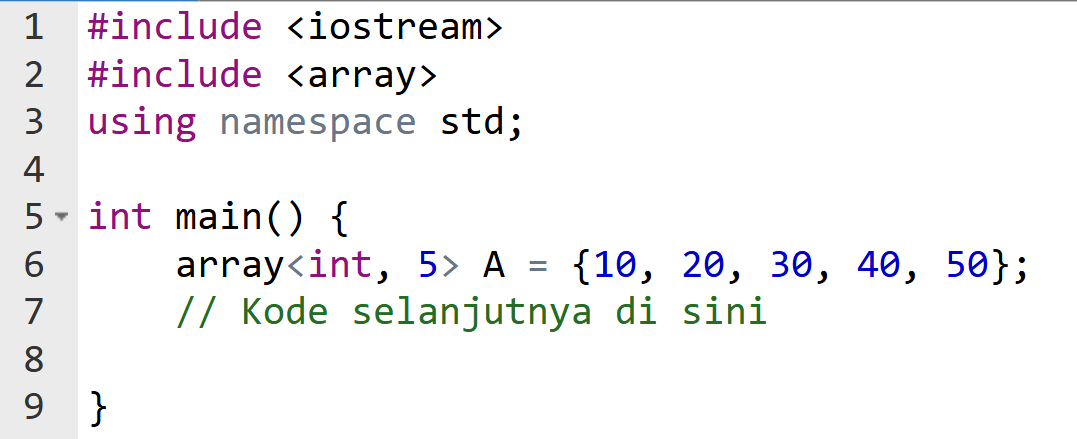 1 #include <iostream>
2 #include <array>
3 using namespace std;
4
5 int main() {
6     array<int, 5> A = {10, 20, 30, 40, 50};
7     // Kode selanjutnya di sini
8
9 }